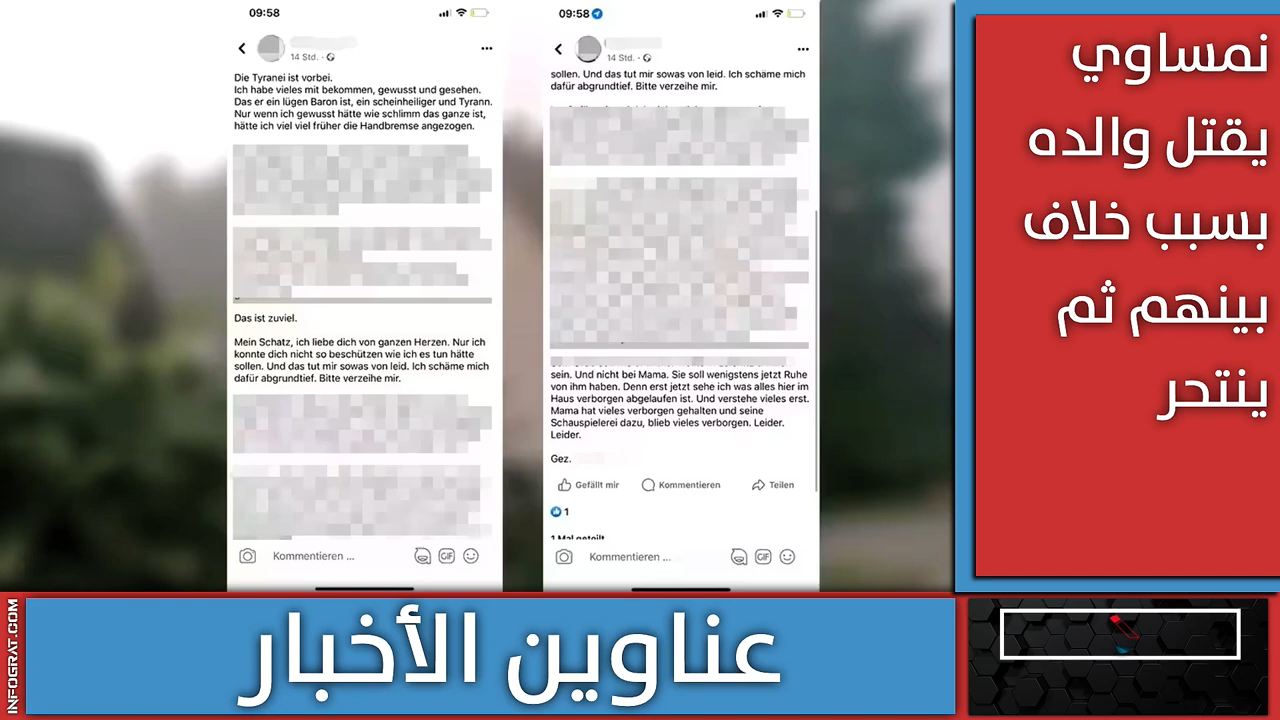 09:58
14 Std. ·
Die Tyranei ist vorbei.
Ich habe vieles mit bekommen, gewusst und gesehen.
Das er ein lügen Baron ist, ein scheinheiliger und Tyrann.
Nur wenn ich gewusst hätte wie schlimm das ganze ist,
hätte ich viel viel früher die Handbremse angezogen.
Das ist zuviel.
Mein Schatz, ich liebe dich von ganzen Herzen. Nur ich
konnte dich nicht so beschützen wie ich es tun hätte
sollen. Und das tut mir sowas von leid. Ich schäme mich
dafür abgrundtief. Bitte verzeihe mir.
Kommentieren ...
GIF
09:58
14 Std. ·
sollen. Und das tut mir sowas von leid. Ich schäme mich
dafür abgrundtief. Bitte verzeihe mir.
sein. Und nicht bei Mama. Sie soll wenigstens jetzt Ruhe
von ihm haben. Denn erst jetzt sehe ich was alles hier im
Haus verborgen abgelaufen ist. Und verstehe vieles erst.
Mama hat vieles verborgen gehalten und seine
Schauspielerei dazu, blieb vieles verborgen. Leider.
Leider.
Gez.
Gefällt mir Kommentieren Teilen
1
1 Mal geteilt
Kommentieren ...
GIF
نمساوي
يقتل والده
بسبب خلاف
بينهم ثم
ينتحر
عناوين الأخبار
INFOGRAT.COM